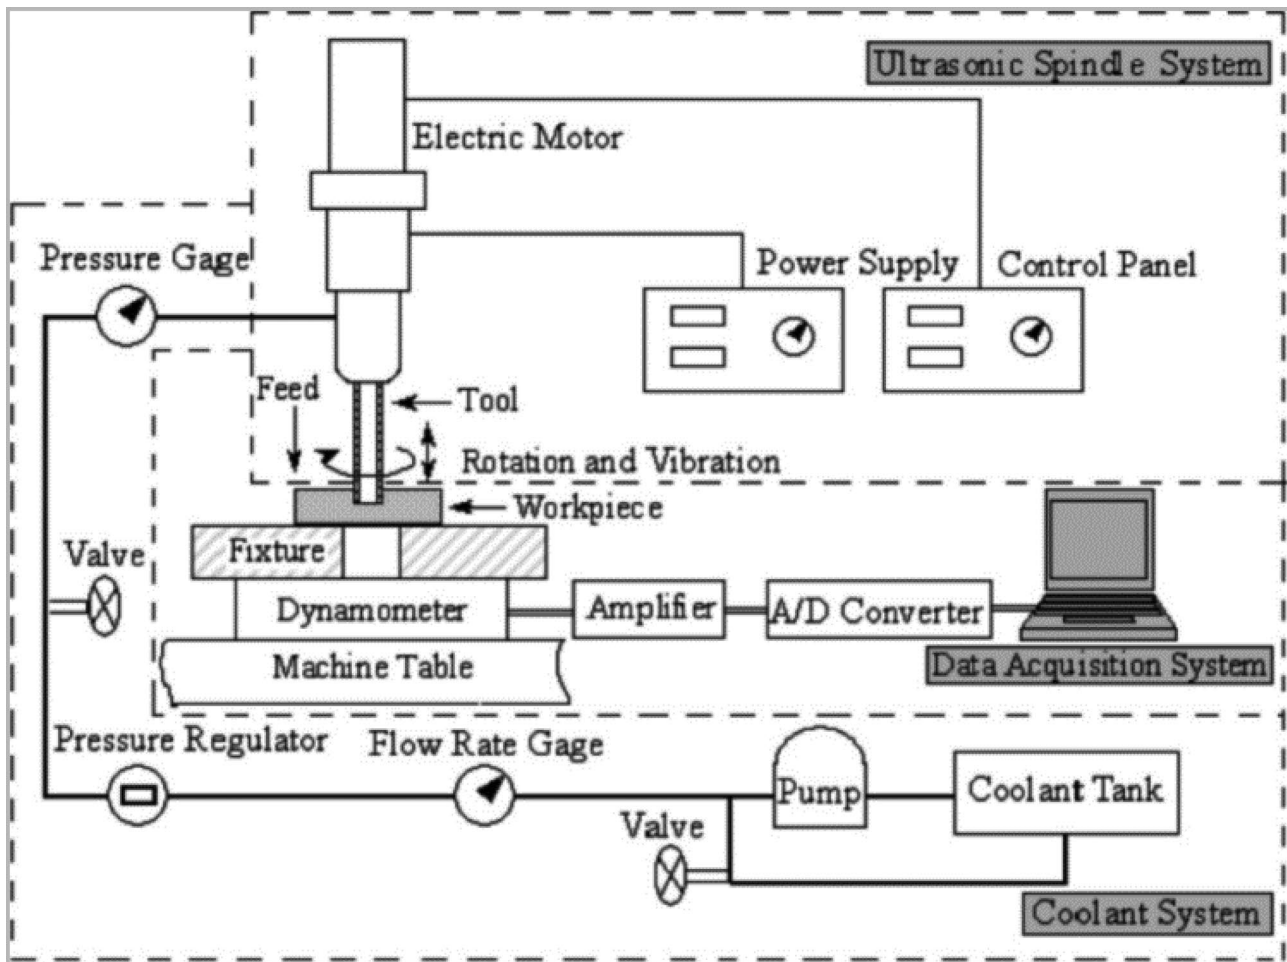 Ultrasonic Spindle System
Electric Motor
Pressure Gage
Power Supply
Control Panel
Feed
Tool
Rotation and Vibration
Workpiece
Valve
Fixture
Dynamometer
Amplifier
A/D Converter
Machine Table
Data Acquisition System
Pressure Regulator
Flow Rate Gage
Pump
Coolant Tank
Valve
Coolant System